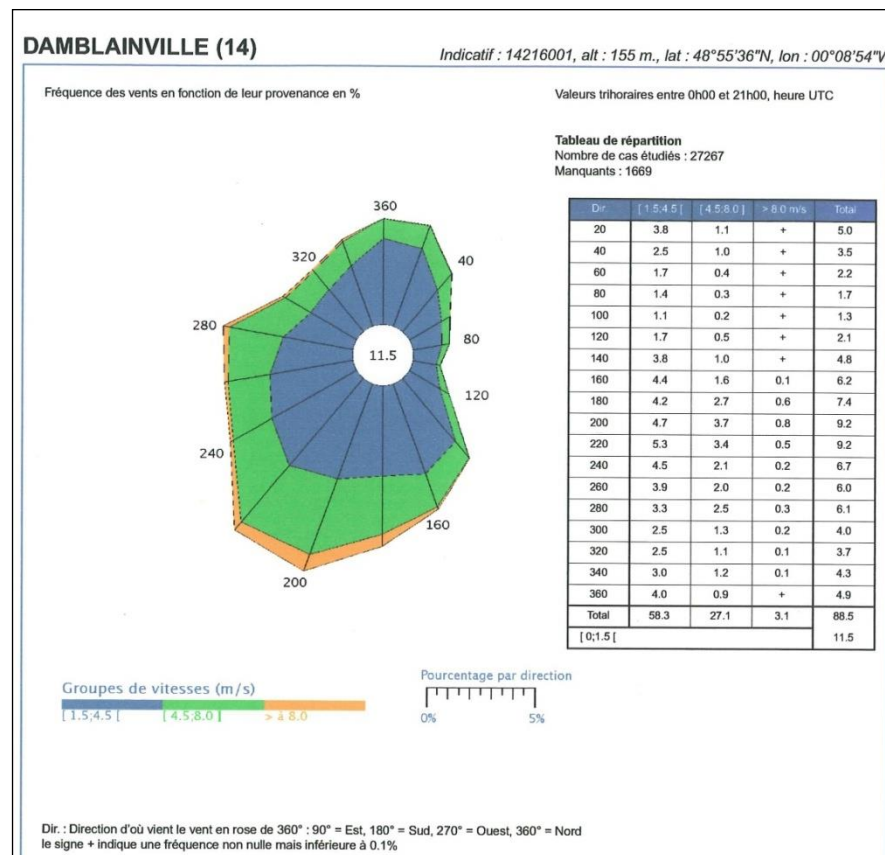 DAMBLAINVILLE (14)
Indicatif : 14216001, alt : 155 m., lat : 48°55'36"N, lon : 00°08'54"W
Fréquence des vents en fonction de leur provenance en %
Valeurs trihoraires entre 0h00 et 21h00, heure UTC
Tableau de répartition
Nombre de cas étudiés : 27267
Manquants : 1669
360
320
40
280
80
11.5
120
240
160
200
Dir. [ 1.5;4.5 [ [ 4.5;8.0 ] > 8.0 m/s Total
20 3.8 1.1 + 5.0
40 2.5 1.0 + 3.5
60 1.7 0.4 + 2.2
80 1.4 0.3 + 1.7
100 1.1 0.2 + 1.3
120 1.7 0.5 + 2.1
140 3.8 1.0 + 4.8
160 4.4 1.6 0.1 6.2
180 4.2 2.7 0.6 7.4
200 4.7 3.7 0.8 9.2
220 5.3 3.4 0.5 9.2
240 4.5 2.1 0.2 6.7
260 3.9 2.0 0.2 6.0
280 3.3 2.5 0.3 6.1
300 2.5 1.3 0.2 4.0
320 2.5 1.1 0.1 3.7
340 3.0 1.2 0.1 4.3
360 4.0 0.9 + 4.9
Total 58.3 27.1 3.1 88.5
[ 0;1.5 [ 11.5
Groupes de vitesses (m/s)
[ 1.5;4.5 [ [ 4.5;8.0 ] > à 8.0
Pourcentage par direction
0% 5%
Dir. : Direction d'où vient le vent en rose de 360° : 90° = Est, 180° = Sud, 270° = Ouest, 360° = Nord
le signe + indique une fréquence non nulle mais inférieure à 0.1%